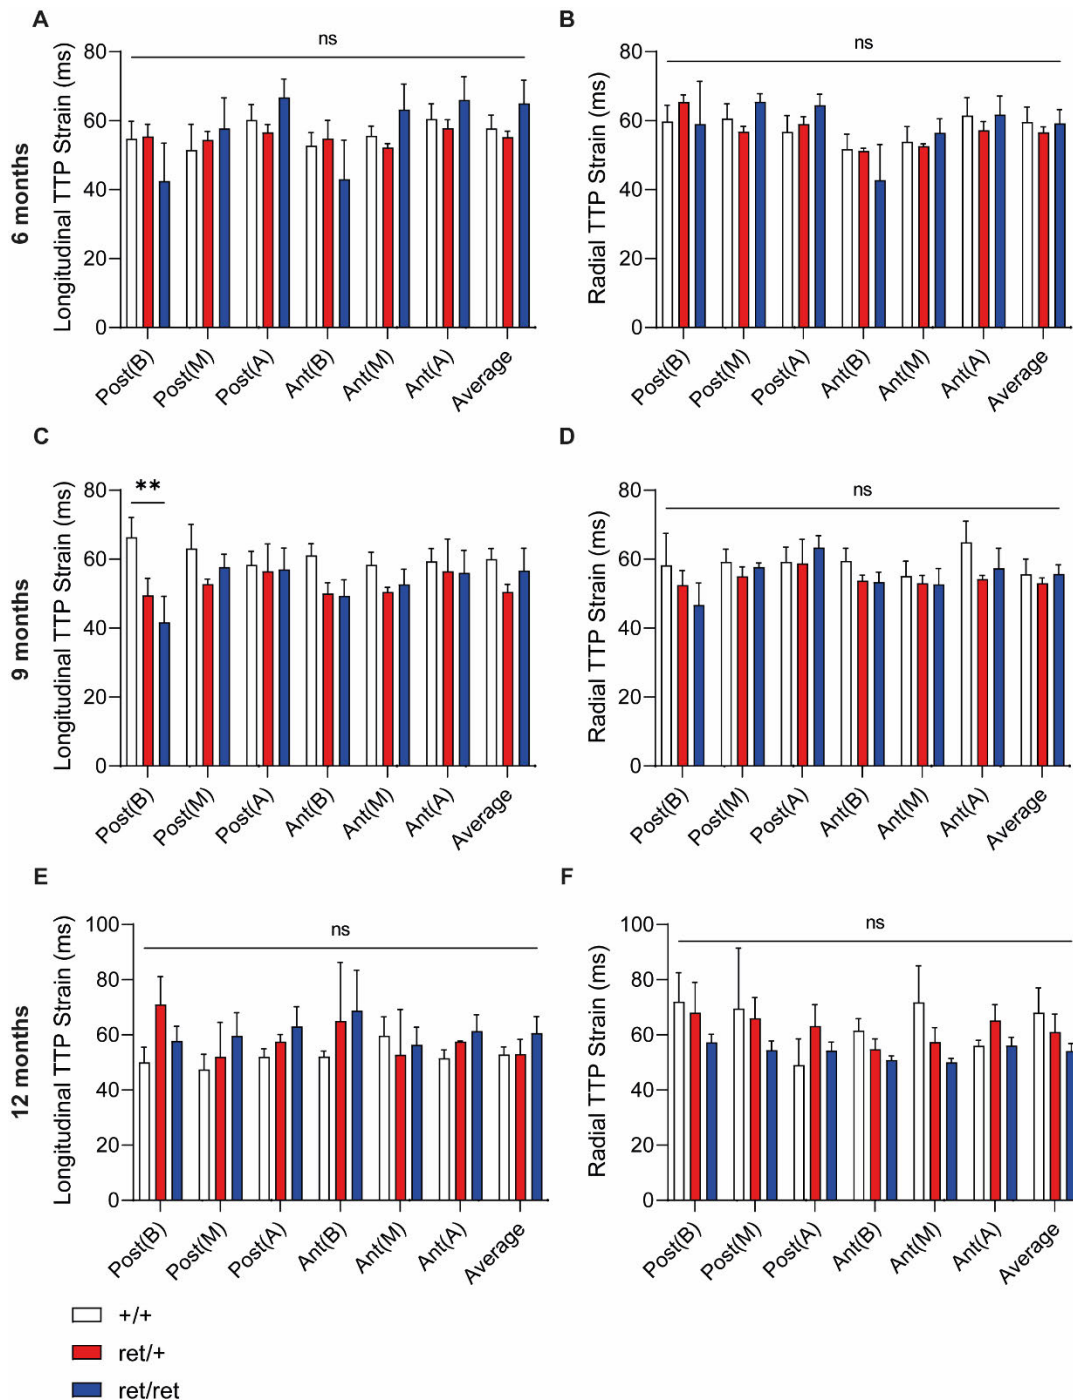 A
ns
Longitudinal TTP Strain (ms)
80
60
40
20
0
Post(B)
Post(M)
Post(A)
Ant(B)
Ant(M)
Ant(A)
Average
B
ns
Radial TTP Strain (ms)
80
60
40
20
0
Post(B)
Post(M)
Post(A)
Ant(B)
Ant(M)
Ant(A)
Average
6 months
C
**
Longitudinal TTP Strain (ms)
80
60
40
20
0
Post(B)
Post(M)
Post(A)
Ant(B)
Ant(M)
Ant(A)
Average
D
ns
Radial TTP Strain (ms)
80
60
40
20
0
Post(B)
Post(M)
Post(A)
Ant(B)
Ant(M)
Ant(A)
Average
9 months
E
ns
Longitudinal TTP Strain (ms)
100
80
60
40
20
0
Post(B)
Post(M)
Post(A)
Ant(B)
Ant(M)
Ant(A)
Average
F
ns
Radial TTP Strain (ms)
100
80
60
40
20
0
Post(B)
Post(M)
Post(A)
Ant(B)
Ant(M)
Ant(A)
Average
12 months
+/+
ret/+
ret/ret